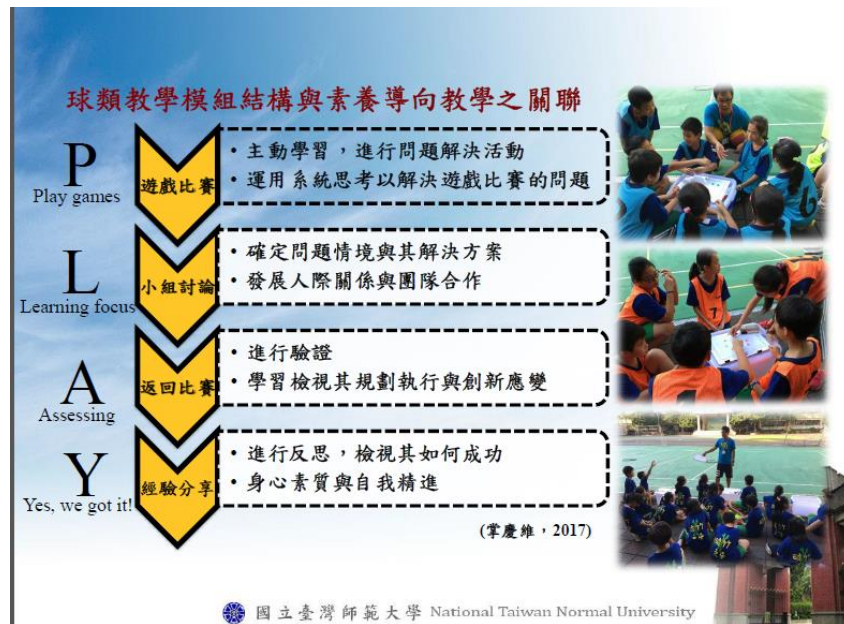 球類教學模組結構與素養導向教學之關聯
P
Play games
遊戲比賽
• 主動學習，進行問題解決活動
• 運用系統思考以解決遊戲比賽的問題
L
Learning focus
小組討論
• 確定問題情境與其解決方案
• 發展人際關係與團隊合作
A
Assessing
返回比賽
• 進行驗證
• 學習檢視其規劃執行與創新應變
Y
Yes, we got it!
經驗分享
• 進行反思，檢視其如何成功
• 身心素質與自我精進
(掌慶維，2017)
國立臺灣師範大學 National Taiwan Normal University